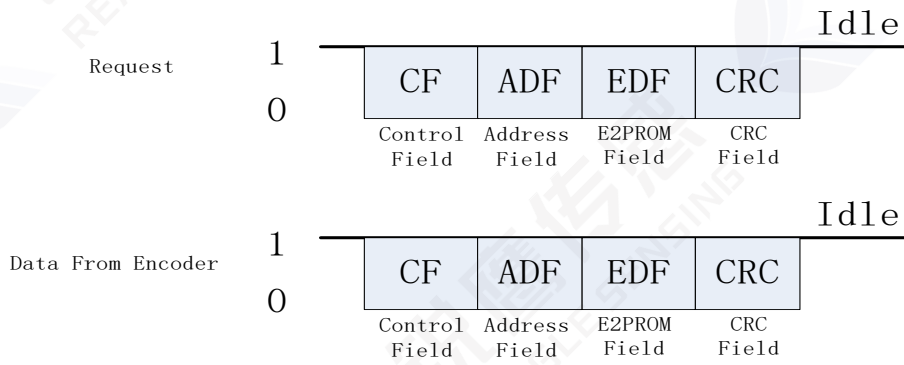 Idle
Request
1
0
CF ADF EDF CRC
Control Address E2PROM CRC
Field Field Field Field
Idle
Data From Encoder
1
0
CF ADF EDF CRC
Control Address E2PROM CRC
Field Field Field Field